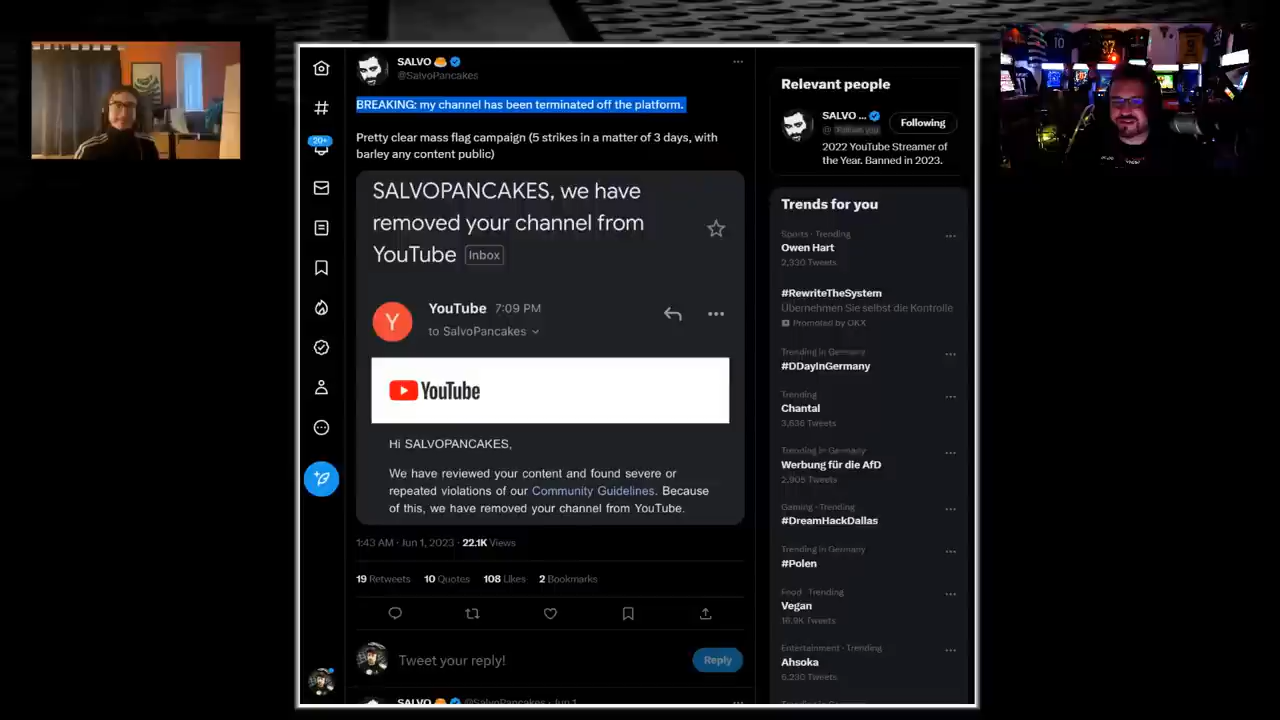 SALVO
@SalvoPancakes
BREAKING: my channel has been terminated off the platform.
Pretty clear mass flag campaign (5 strikes in a matter of 3 days, with
barley any content public)
SALVOPANCAKES, we have
removed your channel from
YouTube Inbox
Y
YouTube 7:09 PM
to SalvoPancakes
YouTube
Hi SALVOPANCAKES,
We have reviewed your content and found severe or
repeated violations of our Community Guidelines. Because
of this, we have removed your channel from YouTube.
1:43 AM · Jun 1, 2023 · 22.1K Views
19 Retweets 10 Quotes 108 Likes 2 Bookmarks
Tweet your reply!
Reply
SALVO @SalvoPancakes · Jun 1
20+
Relevant people
SALVO ...
@ Follows you
Following
2022 YouTube Streamer of
the Year. Banned in 2023.
Trends for you
Sports · Trending
Owen Hart
2,930 Tweets
#RewriteTheSystem
Übernehmen Sie selbst die Kontrolle
Promoted by OKX
Trending in Germany
#DDayInGermany
Trending
Chantal
3,636 Tweets
Trending in Germany
Werbung für die AfD
2,905 Tweets
Gaming · Trending
#DreamHackDallas
Trending in Germany
#Polen
Food · Trending
Vegan
Entertainment · Trending
Ahsoka
6,230 Tweets